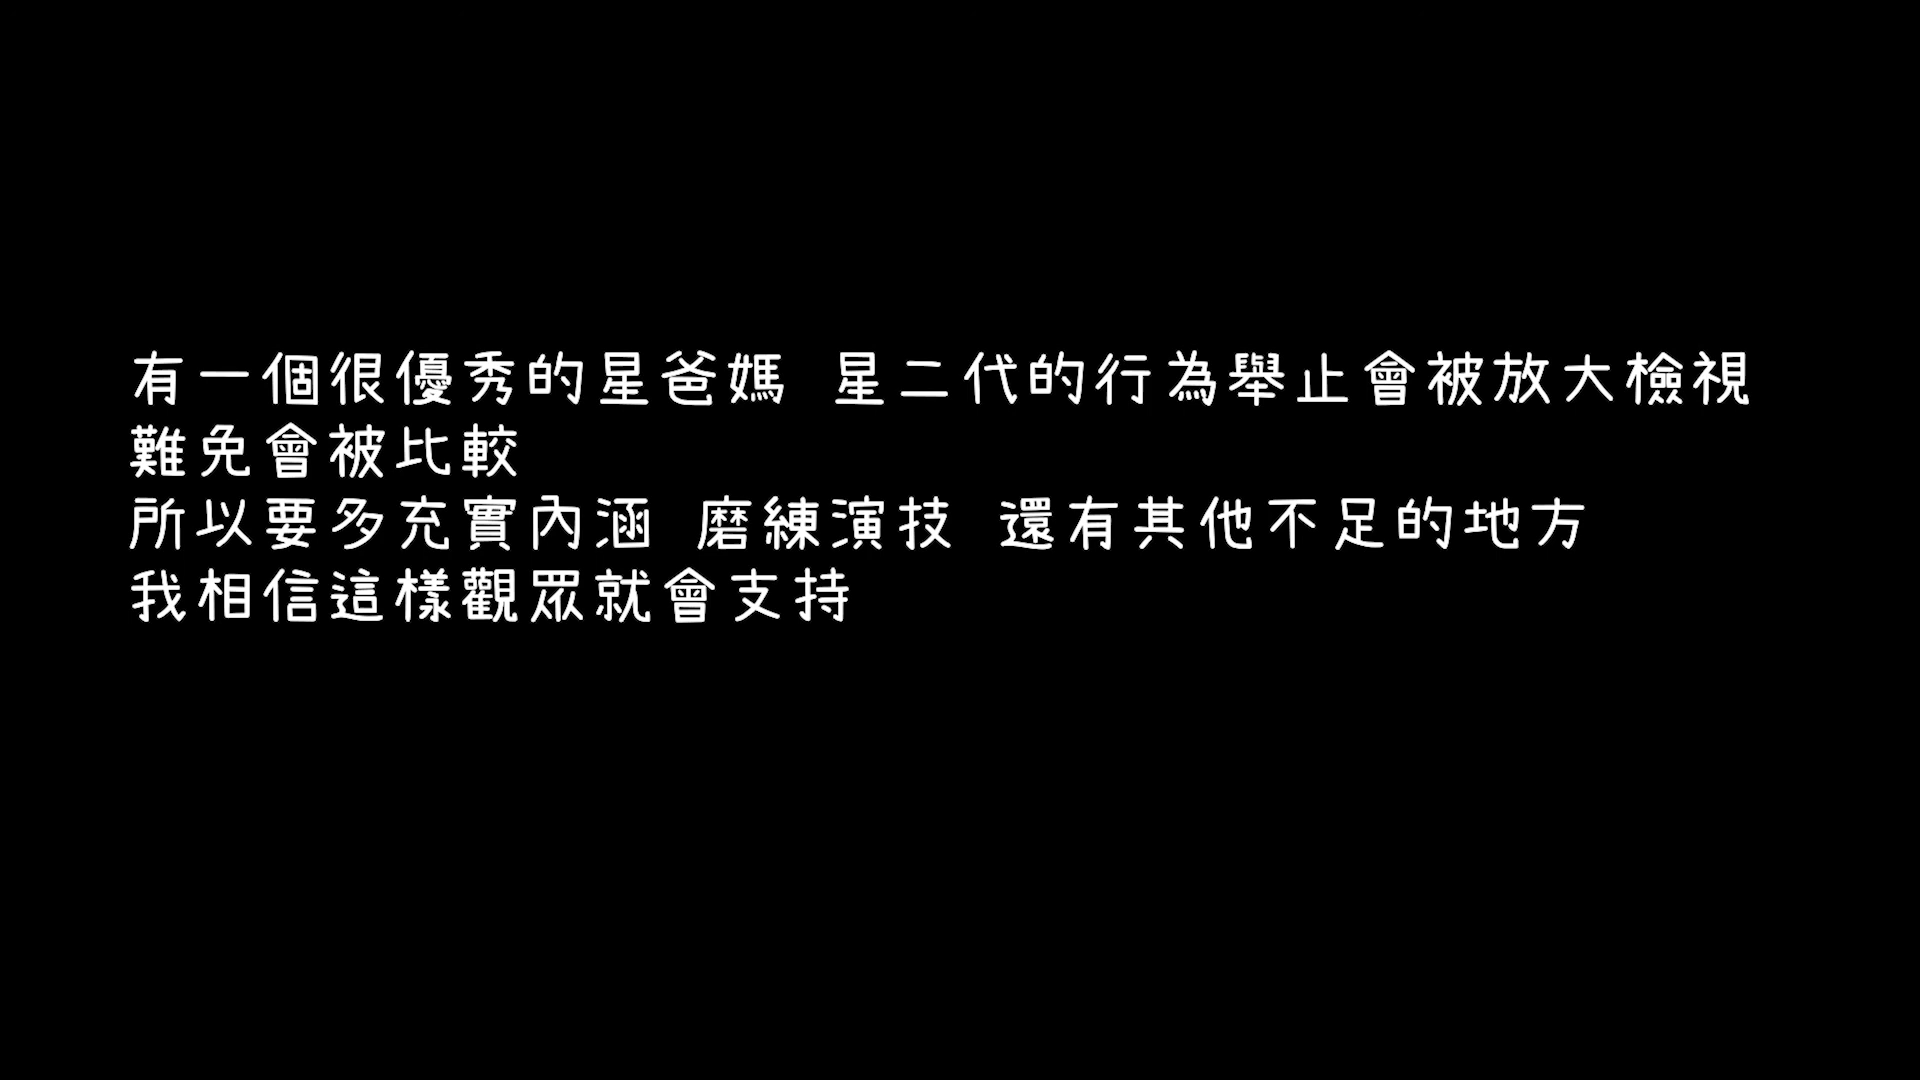 有一個很優秀的星爸媽 星二代的行為舉止會被放大檢視
難免會被比較
所以要多充實內涵 磨練演技 還有其他不足的地方
我相信這樣觀眾就會支持